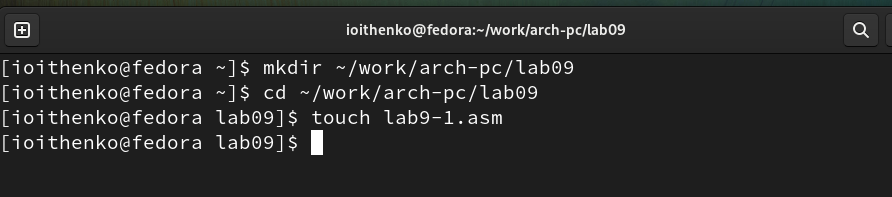 ioithenko@fedora:~/work/arch-pc/lab09
[ioithenko@fedora ~]$ mkdir ~/work/arch-pc/lab09
[ioithenko@fedora ~]$ cd ~/work/arch-pc/lab09
[ioithenko@fedora lab09]$ touch lab9-1.asm
[ioithenko@fedora lab09]$